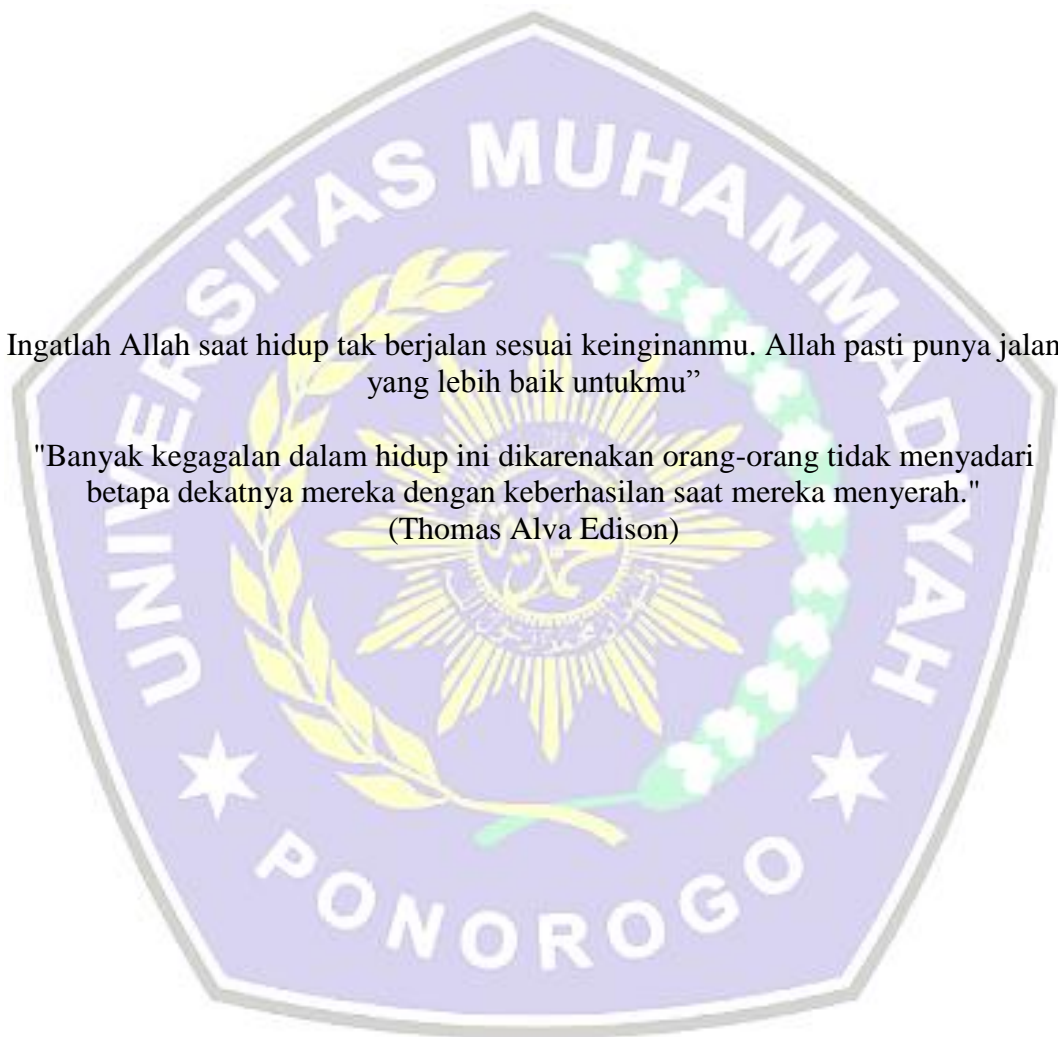 UNIVERSITAS MUHAMMADIYAH
Ingatlah Allah saat hidup tak berjalan sesuai keinginanmu. Allah pasti punya jalan
yang lebih baik untukmu”
"Banyak kegagalan dalam hidup ini dikarenakan orang-orang tidak menyadari
betapa dekatnya mereka dengan keberhasilan saat mereka menyerah."
(Thomas Alva Edison)
PONOROGO